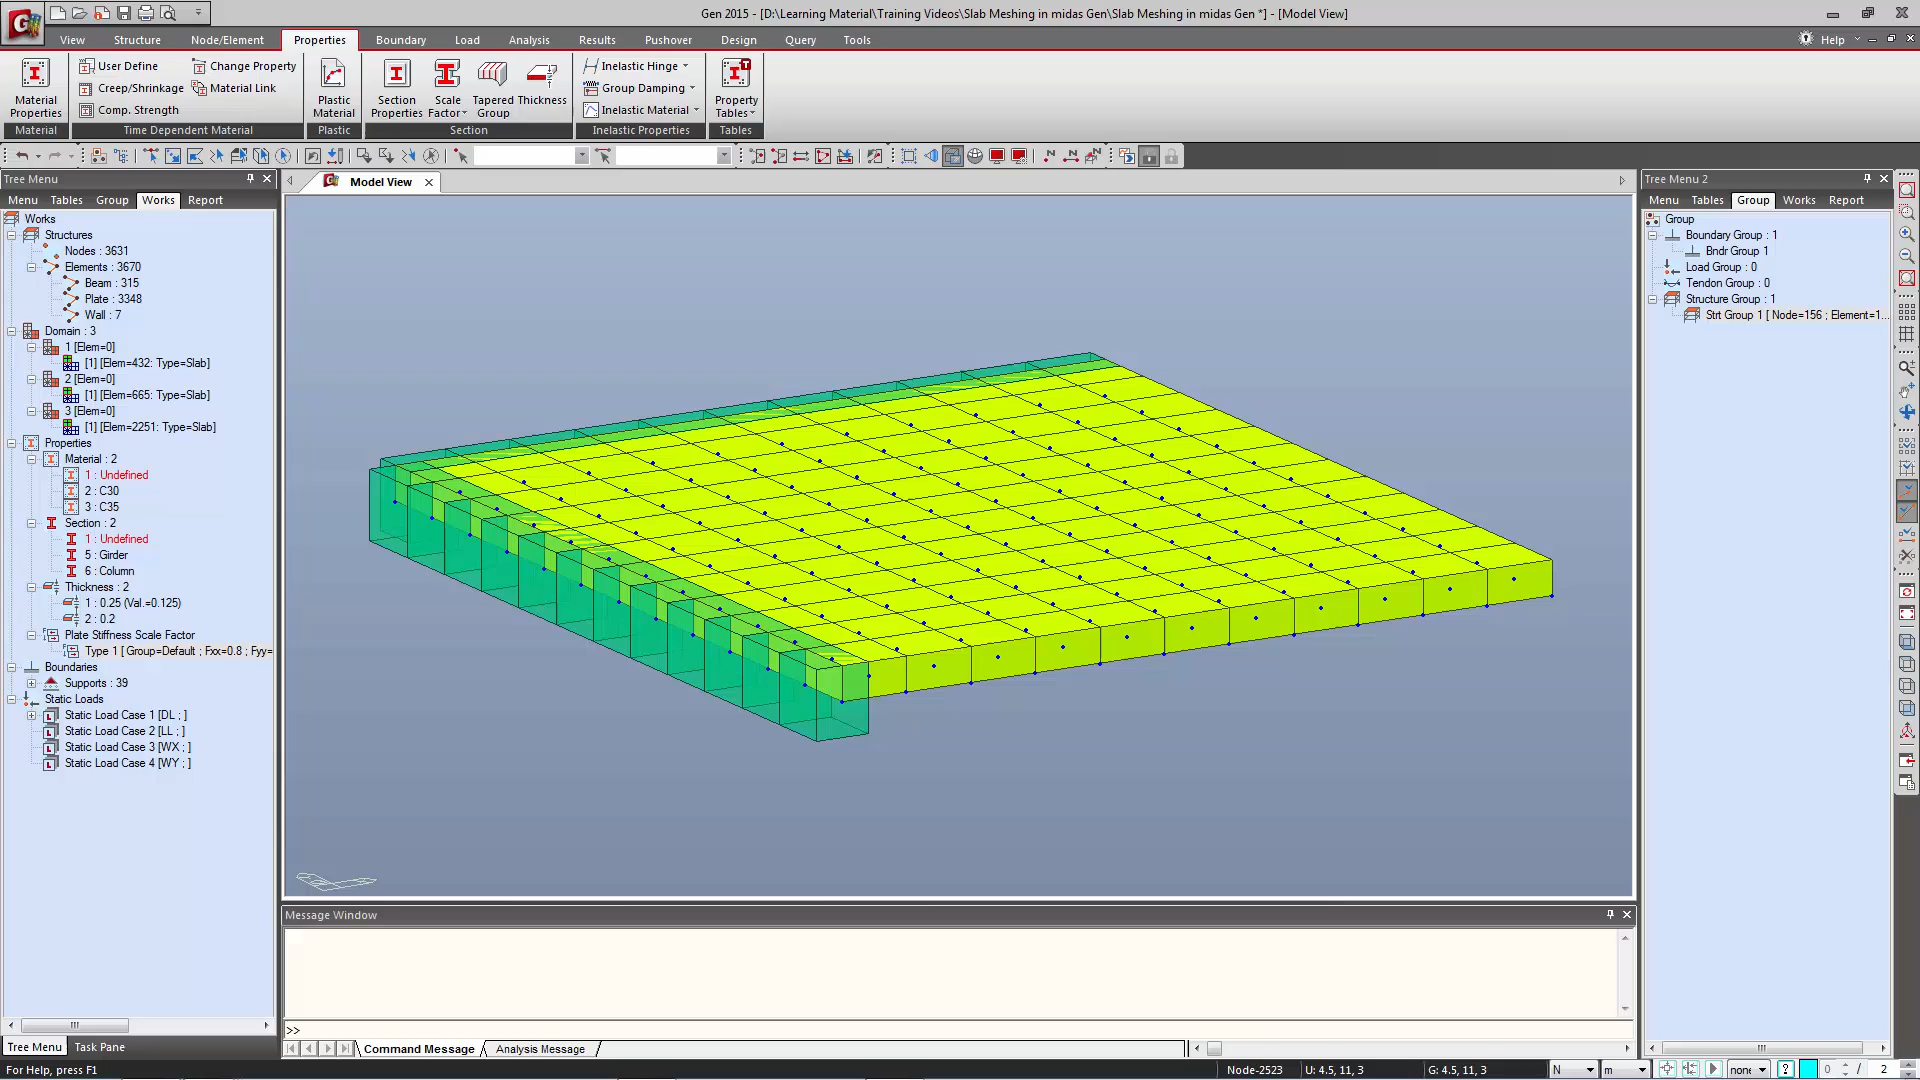 Gen 2015 - [D:\Learning Material\Training Videos\Slab Meshing in midas Gen\Slab Meshing in midas Gen *] - [Model View]
View Structure Node/Element Properties Boundary Load Analysis Results Pushover Design Query Tools Help
Material Properties
User Define
Creep/Shrinkage
Comp. Strength
Change Property
Material Link
Plastic Material
Section Properties
Scale Factor
Tapered Group
Thickness
Inelastic Hinge
Group Damping
Inelastic Material
Property Tables
Material Time Dependent Material Plastic Section Inelastic Properties Tables
Tree Menu
Menu Tables Group Works Report
Works
Structures
Nodes : 3631
Elements : 3670
Beam : 315
Plate : 3348
Wall : 7
Domain : 3
1 [Elem=0]
[1] [Elem=432: Type=Slab]
2 [Elem=0]
[1] [Elem=665: Type=Slab]
3 [Elem=0]
[1] [Elem=2251: Type=Slab]
Properties
Material : 2
1 : Undefined
2 : C30
3 : C35
Section : 2
1 : Undefined
5 : Girder
6 : Column
Thickness : 2
1 : 0.25 (Val.=0.125)
2 : 0.2
Plate Stiffness Scale Factor
Type 1 [ Group=Default ; Fxx=0.8 ; Fyy=
Boundaries
Supports : 39
Static Loads
Static Load Case 1 [DL ; ]
Static Load Case 2 [LL ; ]
Static Load Case 3 [WX ; ]
Static Load Case 4 [WY ; ]
Tree Menu Task Pane
Model View
Message Window
>>
Command Message Analysis Message
Tree Menu 2
Menu Tables Group Works Report
Group
Boundary Group : 1
Bndr Group 1
Load Group : 0
Tendon Group : 0
Structure Group : 1
Strt Group 1 [ Node=156 ; Element=1...
For Help, press F1
Node-2523 U: 4.5, 11, 3 G: 4.5, 11, 3 N m none ? 0 / 2